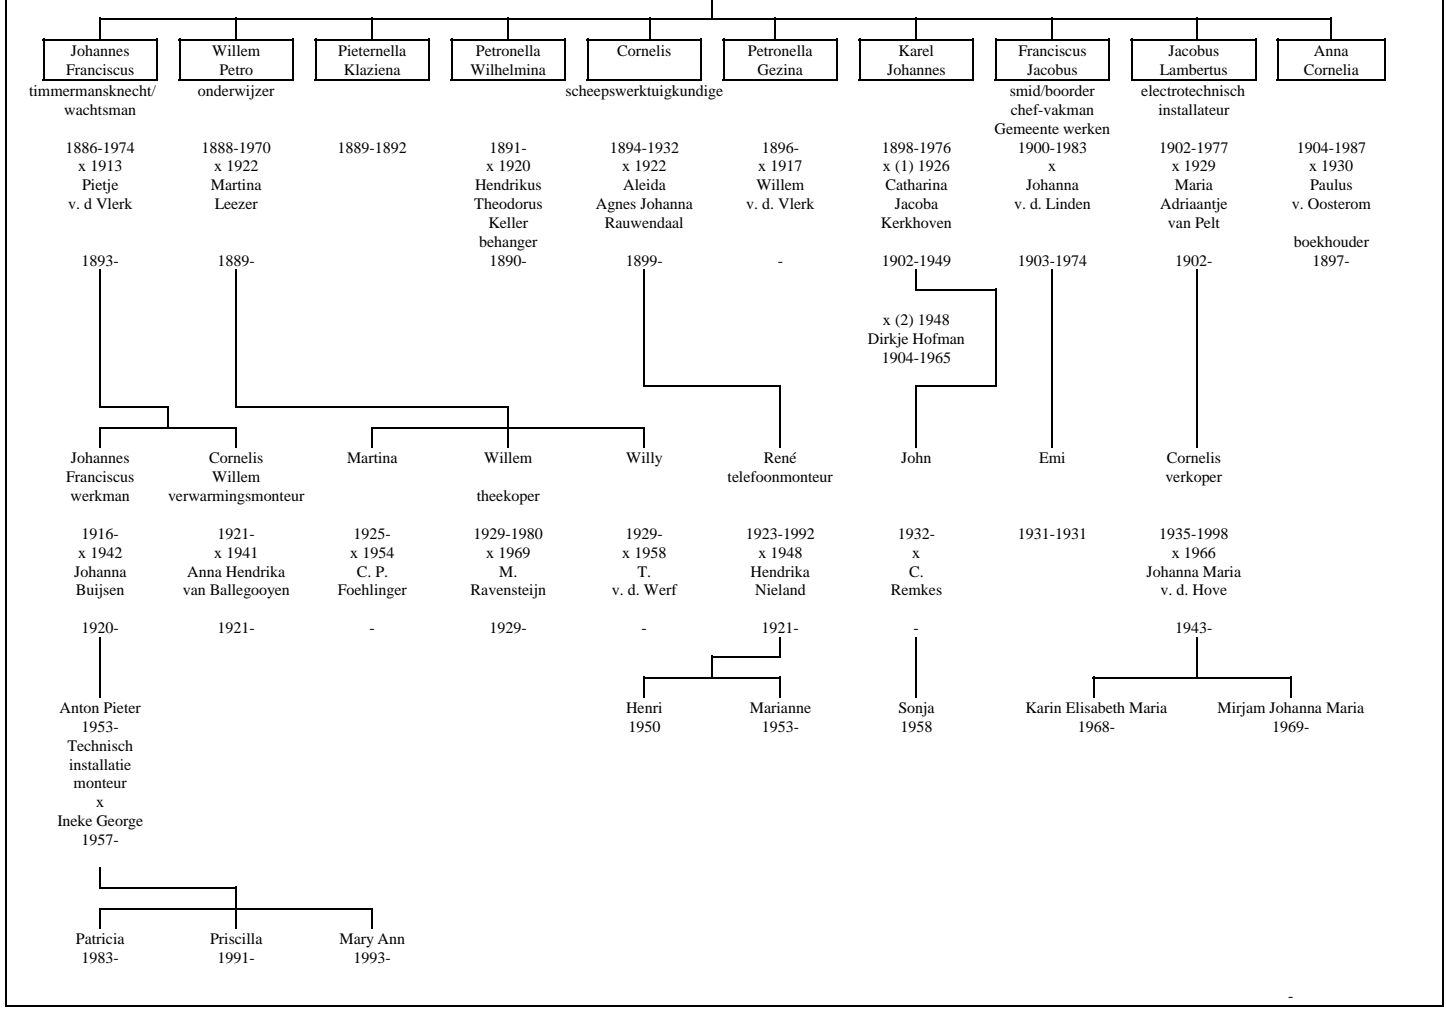 Johannes
Franciscus
timmermansknecht/
wachtsman
1886-1974
x 1913
Pietje
v. d Vlerk
1893-
Willem
Petro
onderwijzer
1888-1970
x 1922
Martina
Leezer
1889-
Pieternella
Klaziena
1889-1892
Petronella
Wilhelmina
1891-
x 1920
Hendrikus
Theodorus
Keller
behanger
1890-
Cornelis
scheepswerktuigkundige
1894-1932
x 1922
Aleida
Agnes Johanna
Rauwendaal
1899-
Petronella
Gezina
1896-
x 1917
Willem
v. d. Vlerk
-
Karel
Johannes
1898-1976
x (1) 1926
Catharina
Jacoba
Kerkhoven
1902-1949
x (2) 1948
Dirkje Hofman
1904-1965
Franciscus
Jacobus
smid/boorder
chef-vakman
Gemeente werken
1900-1983
x
Johanna
v. d. Linden
1903-1974
Jacobus
Lambertus
electrotechnisch
installateur
1902-1977
x 1929
Maria
Adriaantje
van Pelt
1902-
Anna
Cornelia
1904-1987
x 1930
Paulus
v. Oosterom
boekhouder
1897-
Johannes
Franciscus
werkman
1916-
x 1942
Johanna
Buijsen
1920-
Cornelis
Willem
verwarmingsmonteur
1921-
x 1941
Anna Hendrika
van Ballegooyen
1921-
Martina
1925-
x 1954
C. P.
Foehlinger
-
Willem
theekoper
1929-1980
x 1969
M.
Ravensteijn
1929-
Willy
1929-
x 1958
T.
v. d. Werf
-
René
telefoonmonteur
1923-1992
x 1948
Hendrika
Nieland
1921-
John
1932-
x
C.
Remkes
-
Emi
1931-1931
Cornelis
verkoper
1935-1998
x 1966
Johanna Maria
v. d. Hove
1943-
Anton Pieter
1953-
Technisch
installatie
monteur
x
Ineke George
1957-
Henri
1950
Marianne
1953-
Sonja
1958
Karin Elisabeth Maria
1968-
Mirjam Johanna Maria
1969-
Patricia
1983-
Priscilla
1991-
Mary Ann
1993-
-